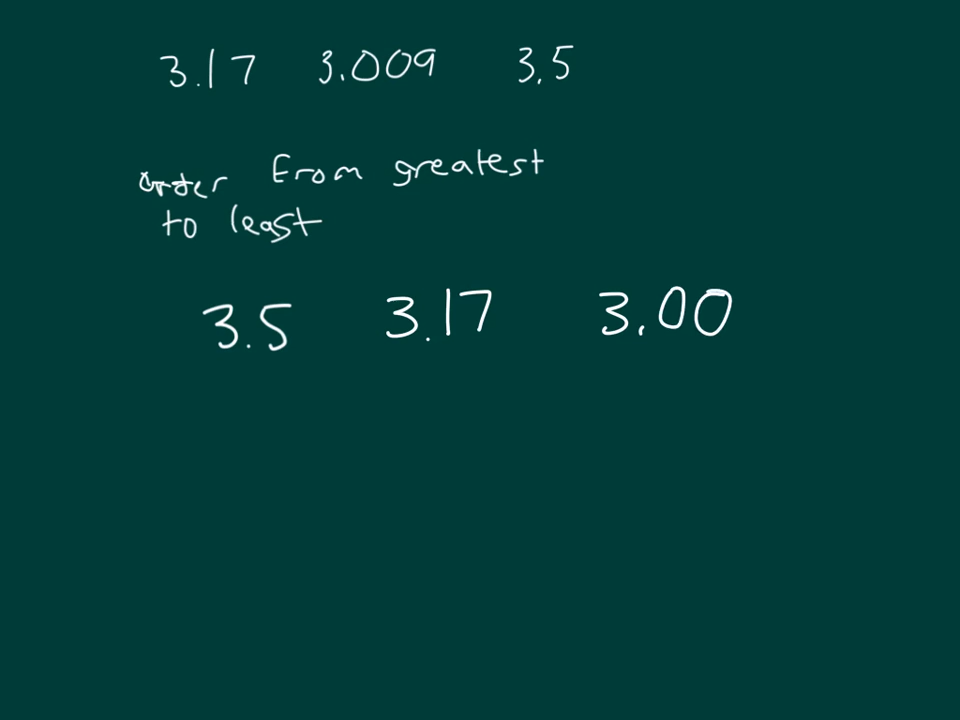 3.17 3.009 3.5
order From greatest
to least
3.5 3.17 3.00